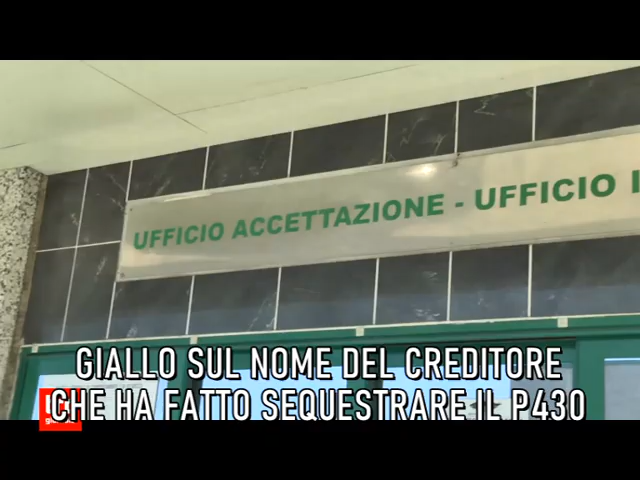 UFFICIO ACCETTAZIONE - UFFICIO
GIALLO SUL NOME DEL CREDITORE
CHE HA FATTO SEQUESTRARE IL P430